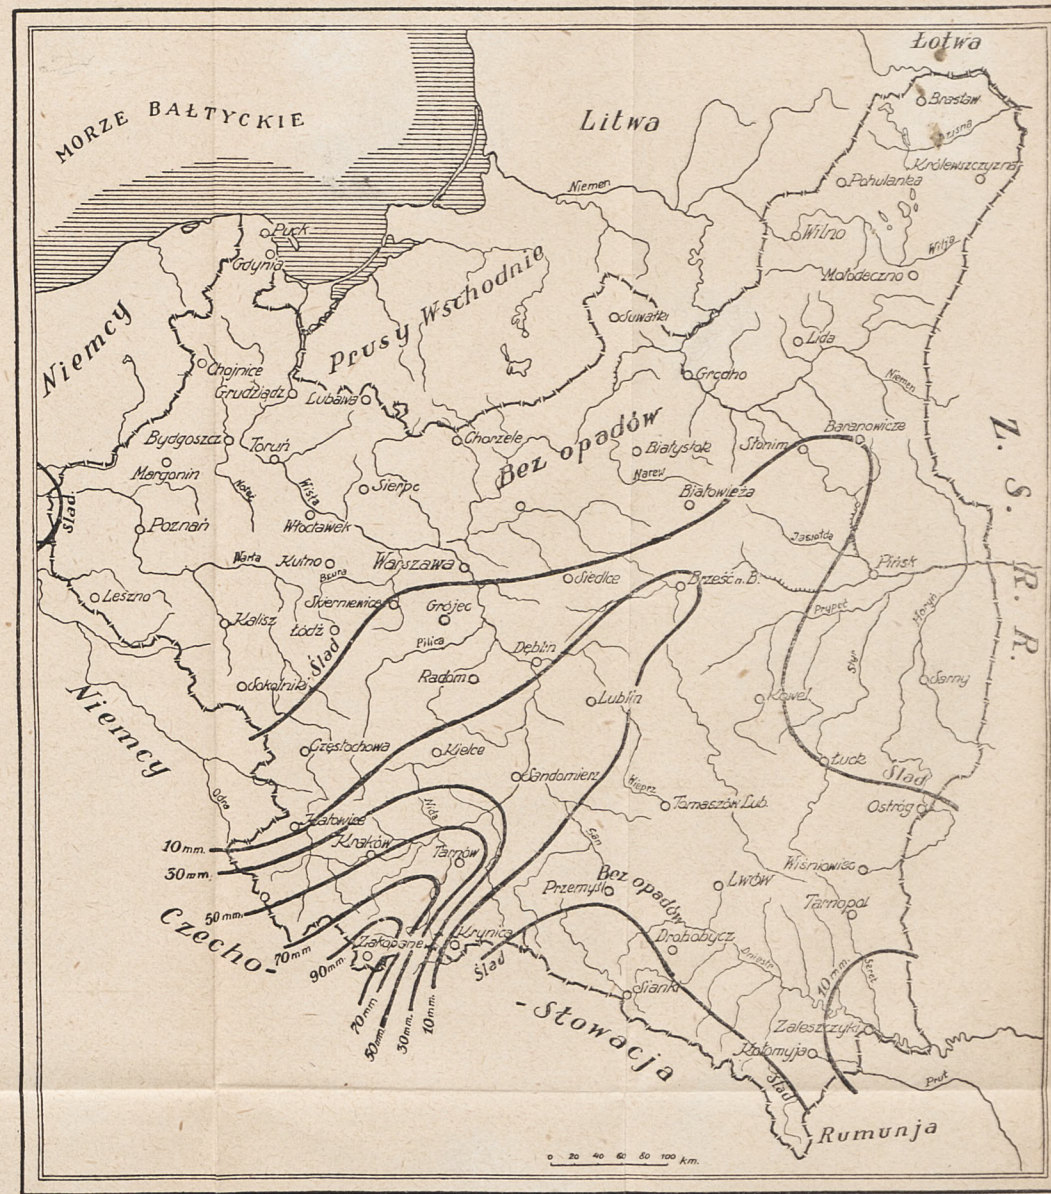 Łotwa
MORZE BAŁTYCKIE
Litwa
Brasław
Dzisna
Królewszczyzna
Niemen
Pohulanka
Puck
Wilno
Wilja
Gdynia
Mołodeczno
Prusy Wschodnie
Niemcy
Suwałki
Lida
Chojnice
Grodno
Niemen
Grudziądz
Lubawa
Bez opadów
Baranowicze
Z. S. R. R.
Bydgoszcz
Toruń
Chorzele
Białystok
Słonim
Margonin
Narew
Noteć
Wisła
Sierpc
Białowieża
Ślad
Poznań
Włocławek
Jasiołda
Warta
Kutno
Bzura
Warszawa
Siedlce
Brześć n. B.
Pińsk
Leszno
Skierniewice
Grójec
Prypeć
Horyń
Kalisz
Łódź
Pilica
Dęblin
Styr
Ślad
Sokolniki
Radom
Lublin
Kowel
Sarny
Niemcy
Częstochowa
Kielce
Łuck
Ślad
Sandomierz
Wieprz
Odra
Nida
Tomaszów Lub.
Ostróg
Katowice
San
10 mm.
Kraków
Tarnów
Wiśniowiec
30 mm.
Bez opadów
Przemyśl
Lwów
50 mm.
Tarnopol
Czecho-
Zakopane
Krynica
Drohobycz
70 mm
90 mm.
Ślad
Dniestr
10 mm.
Seret
Sianki
70 mm
50 mm.
30 mm.
10 mm.
-Słowacja
Zaleszczyki
Kołomyja
Ślad
Prut
Rumunja
0 20 40 60 80 100 km.